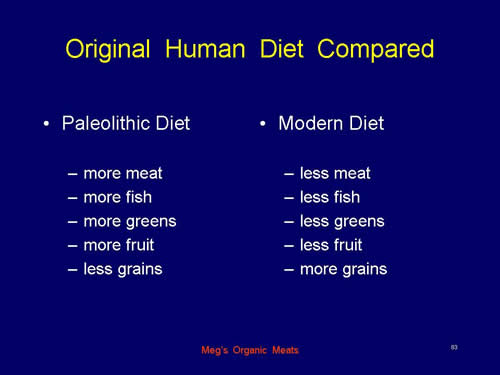 Original Human Diet Compared
• Paleolithic Diet
– more meat
– more fish
– more greens
– more fruit
– less grains
• Modern Diet
– less meat
– less fish
– less greens
– less fruit
– more grains
Meg's Organic Meats
83